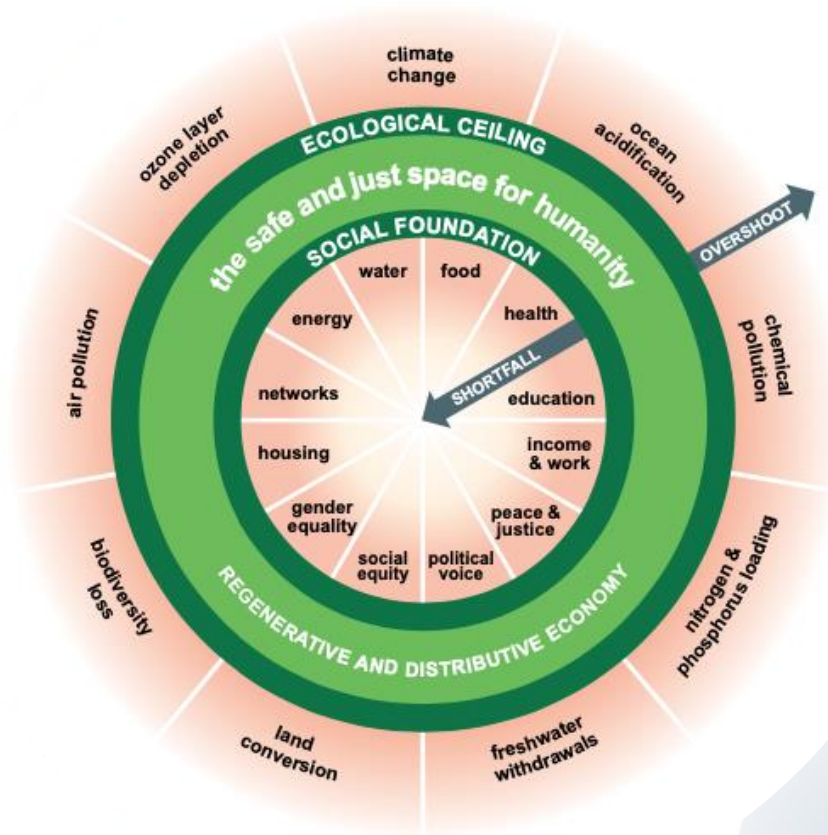 climate
change
ocean
acidification
OVERSHOOT
chemical
pollution
nitrogen &
phosphorus loading
freshwater
withdrawals
land
conversion
biodiversity
loss
air pollution
ozone layer
depletion
ECOLOGICAL CEILING
the safe and just space for humanity
SOCIAL FOUNDATION
water
food
health
SHORTFALL
education
income
& work
peace &
justice
political
voice
social
equity
gender
equality
housing
networks
energy
REGENERATIVE AND DISTRIBUTIVE ECONOMY